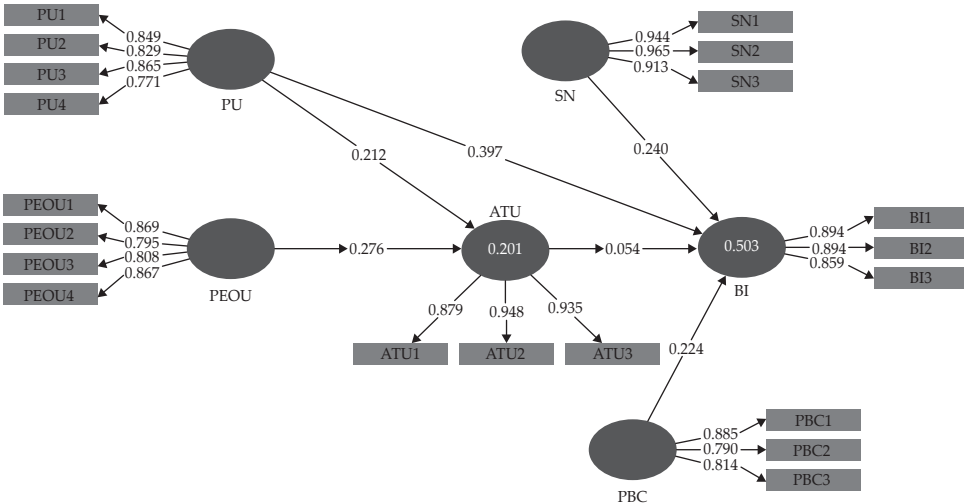 PU1
PU2
PU3
PU4
0.849
0.829
0.865
0.771
PU
SN
0.944
0.965
0.913
SN1
SN2
SN3
0.212
0.397
0.240
PEOU1
PEOU2
PEOU3
PEOU4
0.869
0.795
0.808
0.867
PEOU
0.276
ATU
0.201
0.054
0.503
BI
0.894
0.894
0.859
BI1
BI2
BI3
0.879
0.948
0.935
ATU1
ATU2
ATU3
0.224
PBC
0.885
0.790
0.814
PBC1
PBC2
PBC3